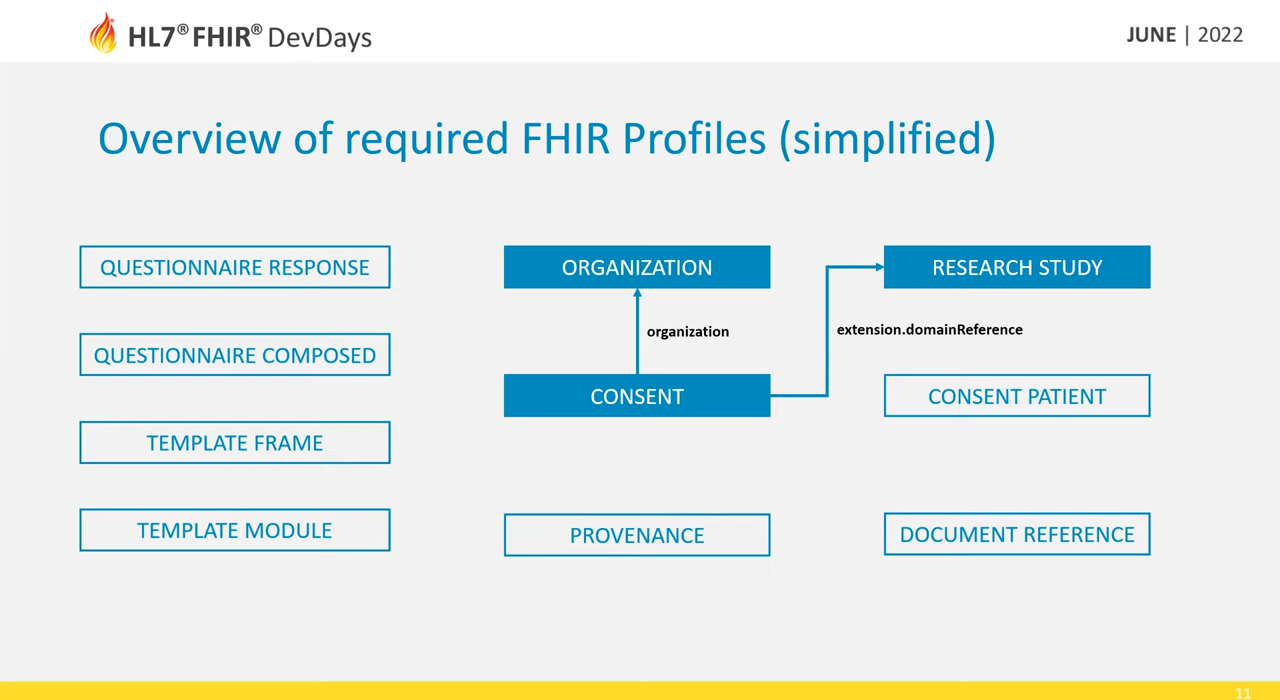 HL7® FHIR® DevDays
JUNE | 2022
Overview of required FHIR Profiles (simplified)
QUESTIONNAIRE RESPONSE
ORGANIZATION
RESEARCH STUDY
organization
extension.domainReference
QUESTIONNAIRE COMPOSED
CONSENT
CONSENT PATIENT
TEMPLATE FRAME
TEMPLATE MODULE
PROVENANCE
DOCUMENT REFERENCE
11